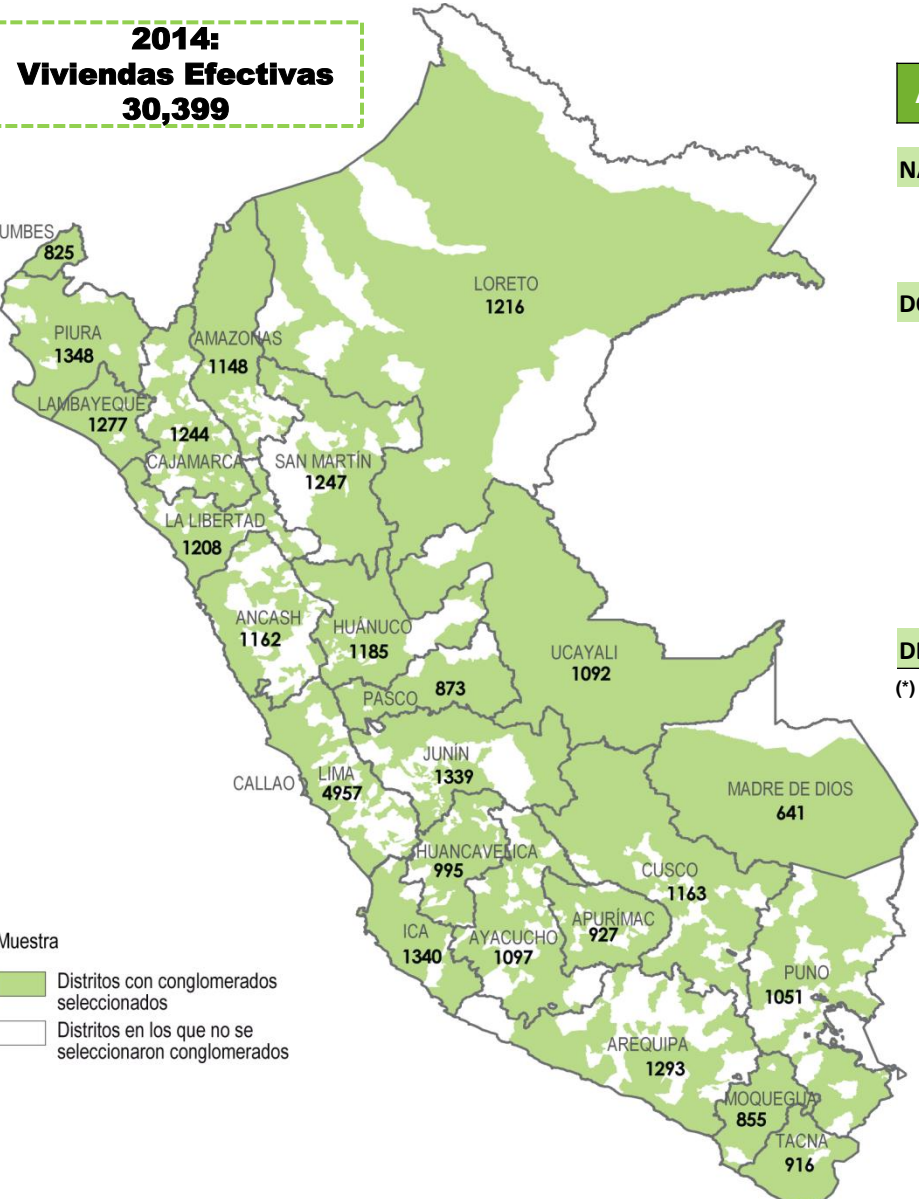 2014:
Viviendas Efectivas
30,399
UMBES
825
LORETO
1216
PIURA
1348
AMAZONAS
1148
LAMBAYEQUE
1277
1244
CAJAMARCA
SAN MARTÍN
1247
LA LIBERTAD
1208
ANCASH
1162
HUÁNUCO
1185
UCAYALI
1092
PASCO
873
JUNÍN
1339
CALLAO
LIMA
4957
MADRE DE DIOS
641
HUANCAVELICA
995
CUSCO
1163
ICA
1340
AYACUCHO
1097
APURÍMAC
927
PUNO
1051
AREQUIPA
1293
MOQUEGUA
855
TACNA
916
Muestra
Distritos con conglomerados
seleccionados
Distritos en los que no se
seleccionaron conglomerados
NA
(*)